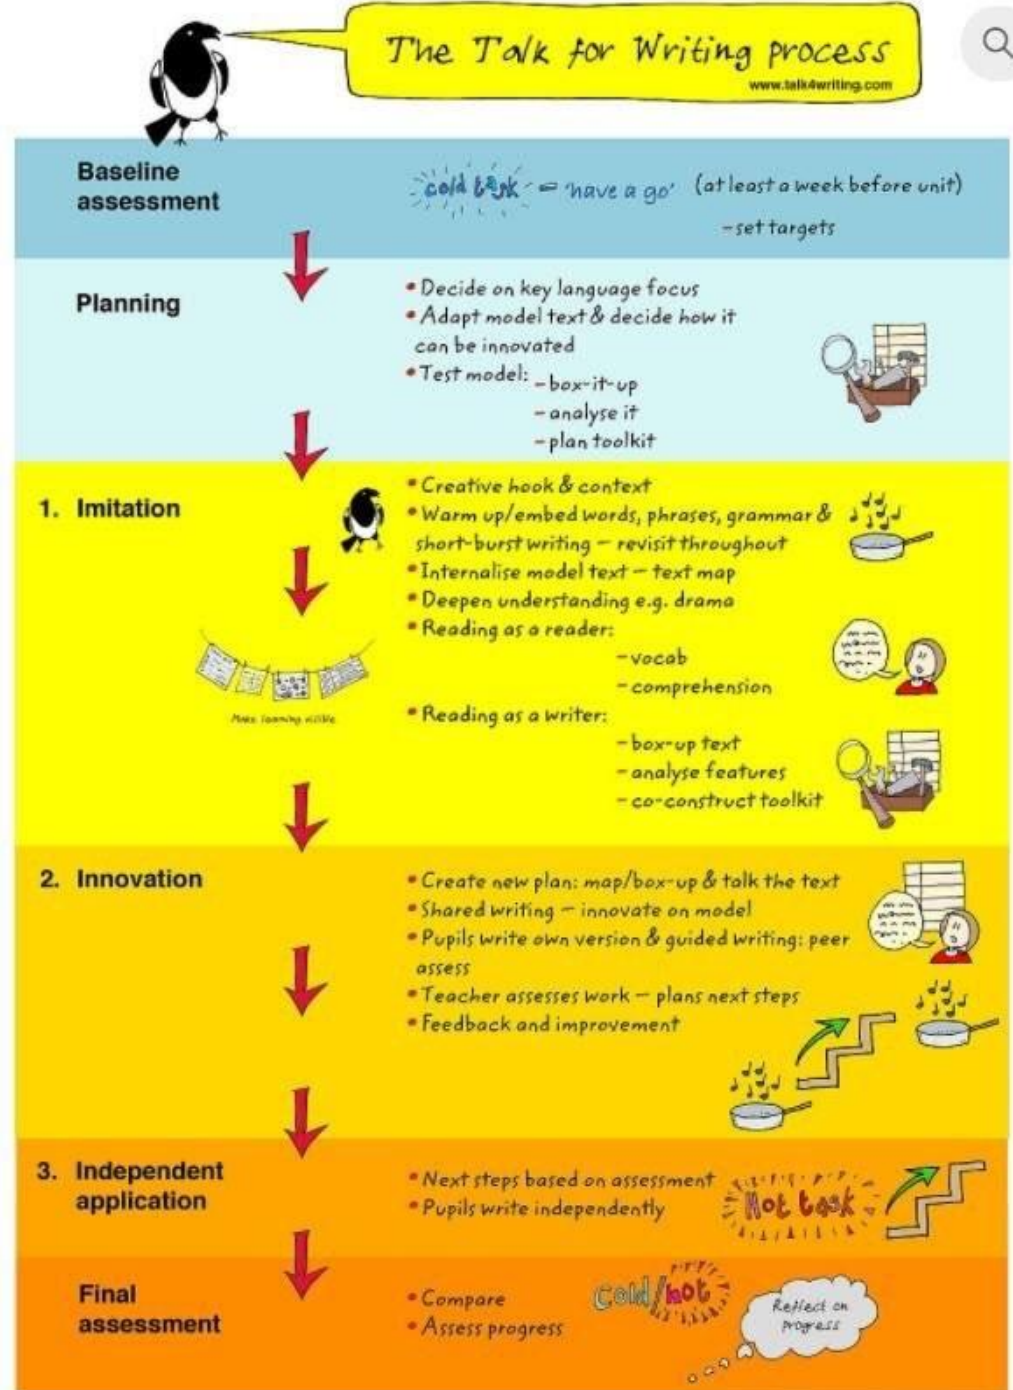 The Talk for Writing process
www.talk4writing.com
Baseline
assessment
cold task = 'have a go' (at least a week before unit)
- set targets
Planning
• Decide on key language focus
• Adapt model text & decide how it
can be innovated
• Test model: - box-it-up
- analyse it
- plan toolkit
1. Imitation
• Creative hook & context
• Warm up/embed words, phrases, grammar &
short-burst writing – revisit throughout
• Internalise model text – text map
• Deepen understanding e.g. drama
• Reading as a reader:
- vocab
- comprehension
Make learning visible
• Reading as a writer:
- box-up text
- analyse features
- co-construct toolkit
2. Innovation
• Create new plan: map/box-up & talk the text
• Shared writing – innovate on model
• Pupils write own version & guided writing: peer
assess
• Teacher assesses work – plans next steps
• Feedback and improvement
3. Independent
application
• Next steps based on assessment
• Pupils write independently
Hot task
Final
assessment
• Compare
• Assess progress
Cold/hot
Reflect on
progress